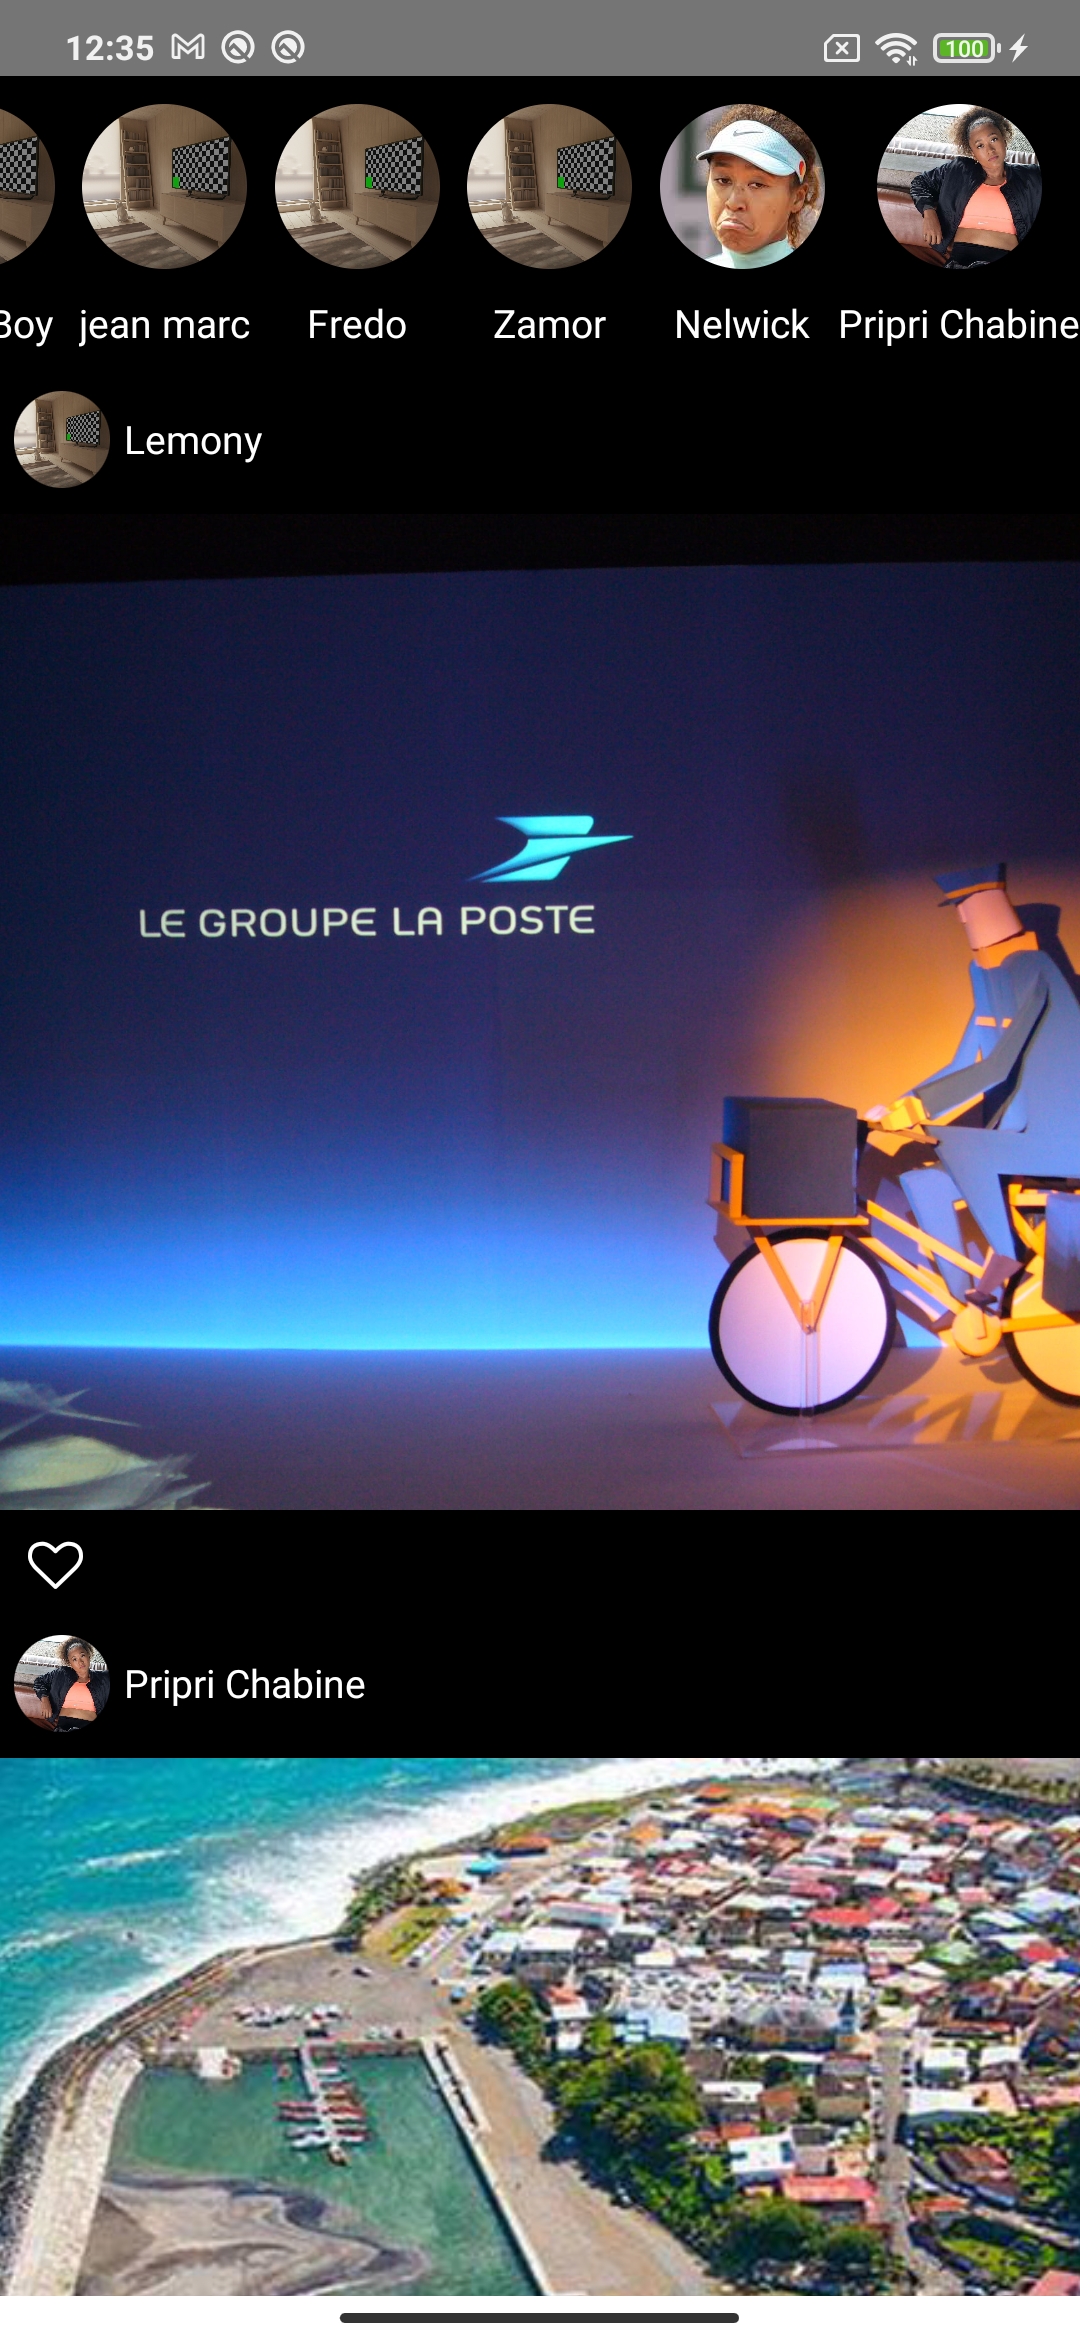 12:35
100
Boy
jean marc
Fredo
Zamor
Nelwick
Pripri Chabine
Lemony
LE GROUPE LA POSTE
Pripri Chabine